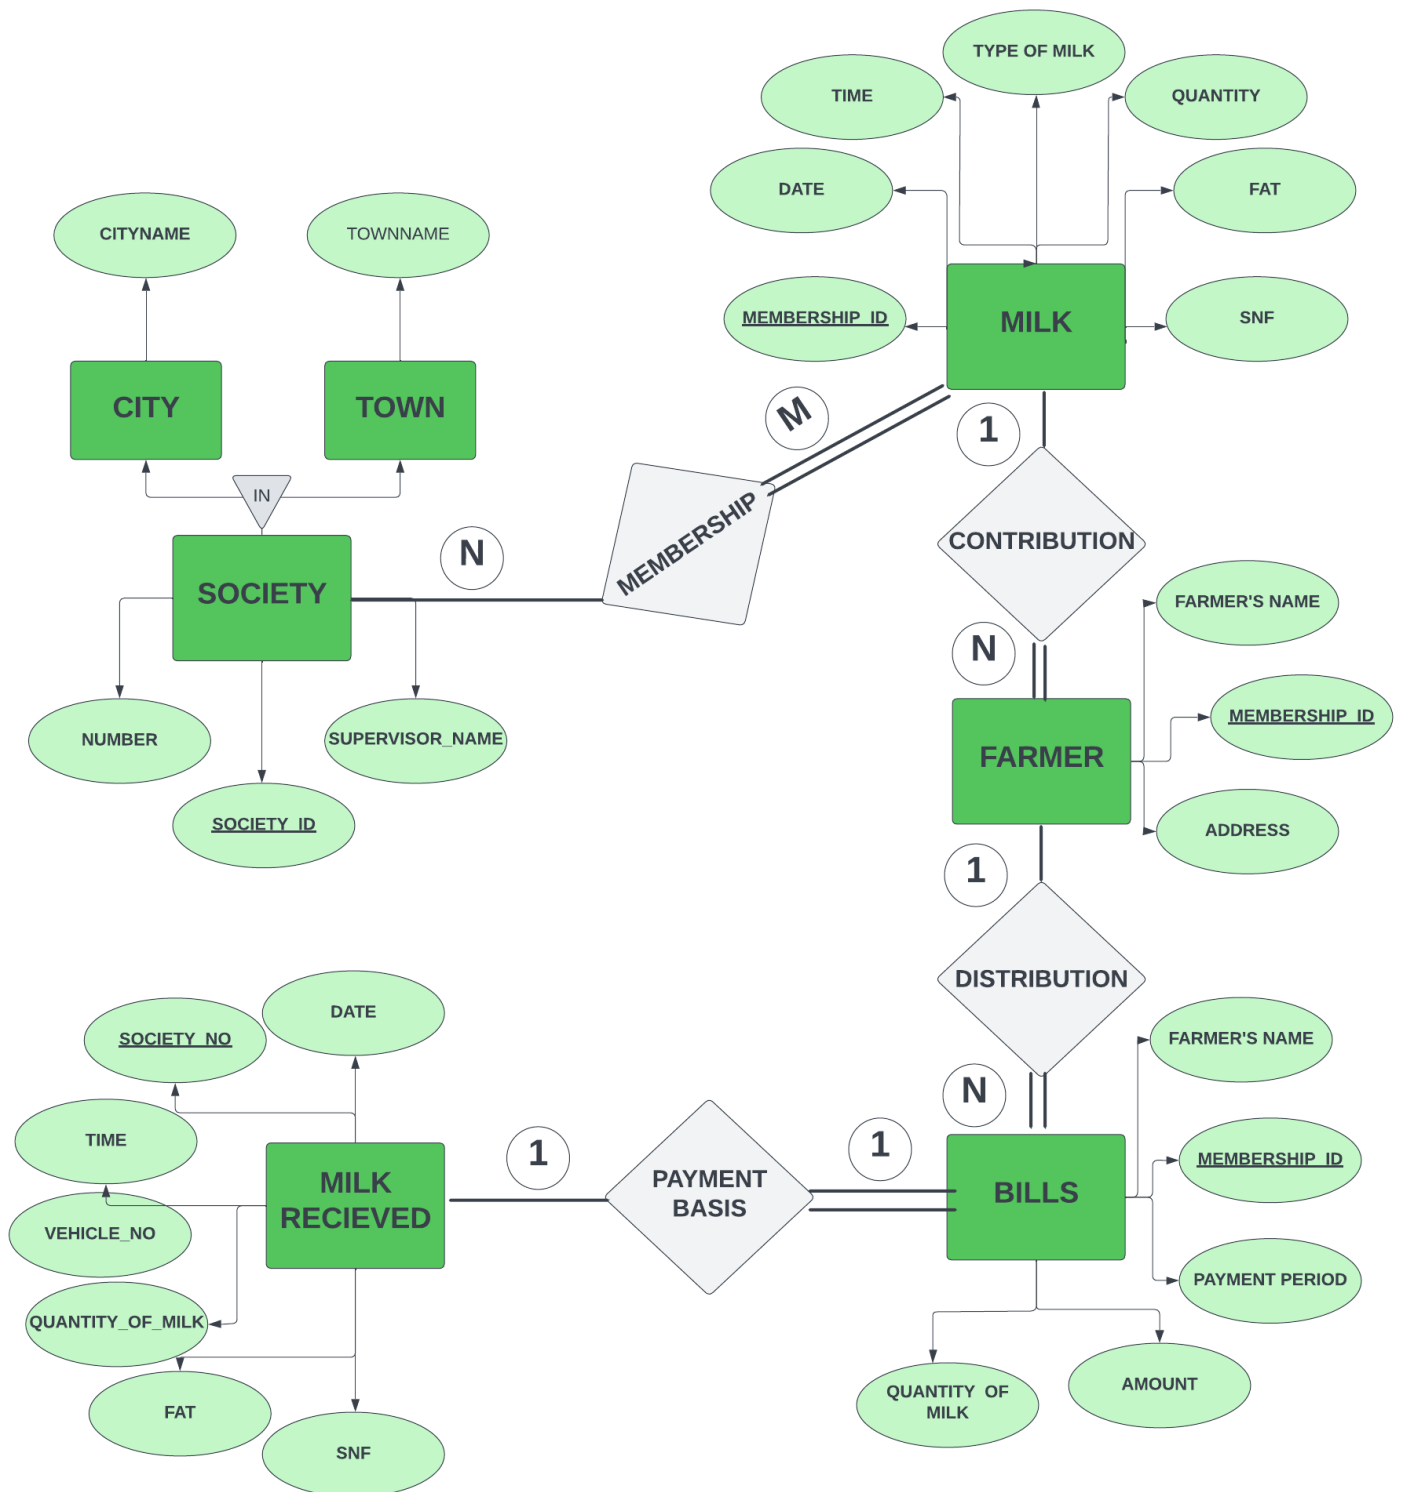 TYPE OF MILK
TIME
QUANTITY
DATE
FAT
CITYNAME
TOWNNAME
MEMBERSHIP_ID
MILK
SNF
CITY
TOWN
M
1
IN
MEMBERSHIP
CONTRIBUTION
N
SOCIETY
FARMER'S NAME
N
MEMBERSHIP_ID
NUMBER
SUPERVISOR_NAME
FARMER
SOCIETY_ID
ADDRESS
1
DISTRIBUTION
DATE
SOCIETY_NO
FARMER'S NAME
N
TIME
1
1
MEMBERSHIP_ID
MILK
RECIEVED
PAYMENT
BASIS
BILLS
VEHICLE_NO
PAYMENT PERIOD
QUANTITY_OF_MILK
AMOUNT
QUANTITY OF
MILK
FAT
SNF